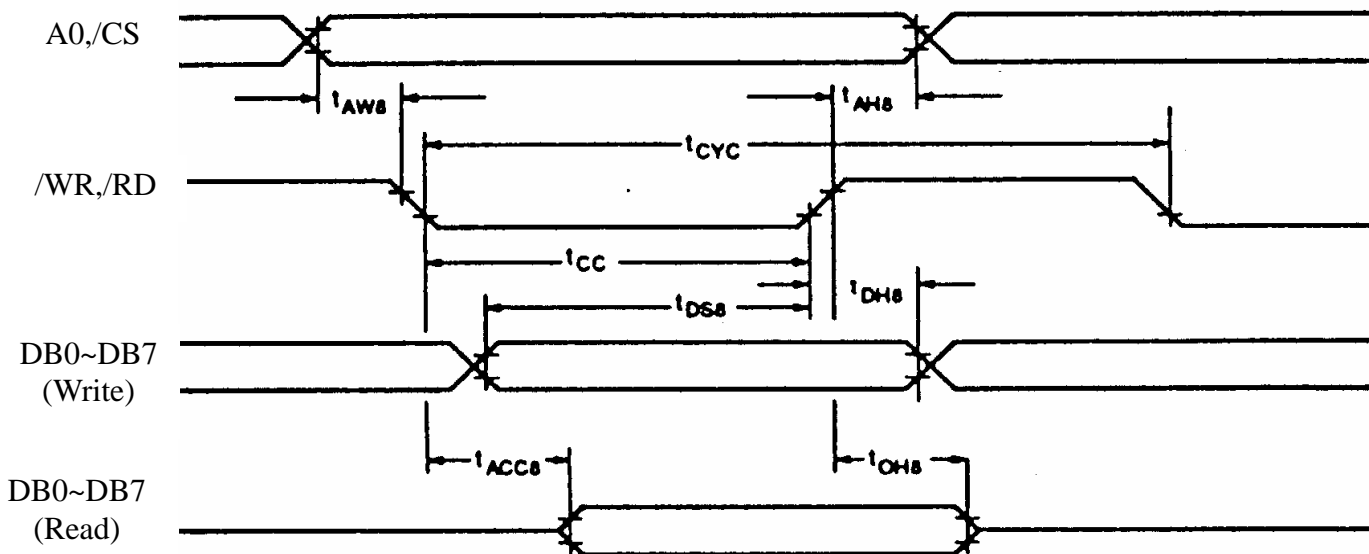 A0,/CS
tAW8
tAH8
tCYC
/WR,/RD
tCC
tDH8
tDS8
DB0~DB7
(Write)
tACC8
tOH8
DB0~DB7
(Read)